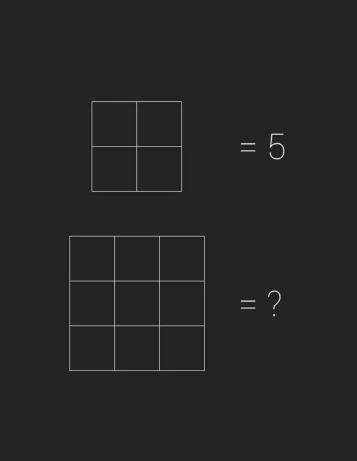 = 5
= ?